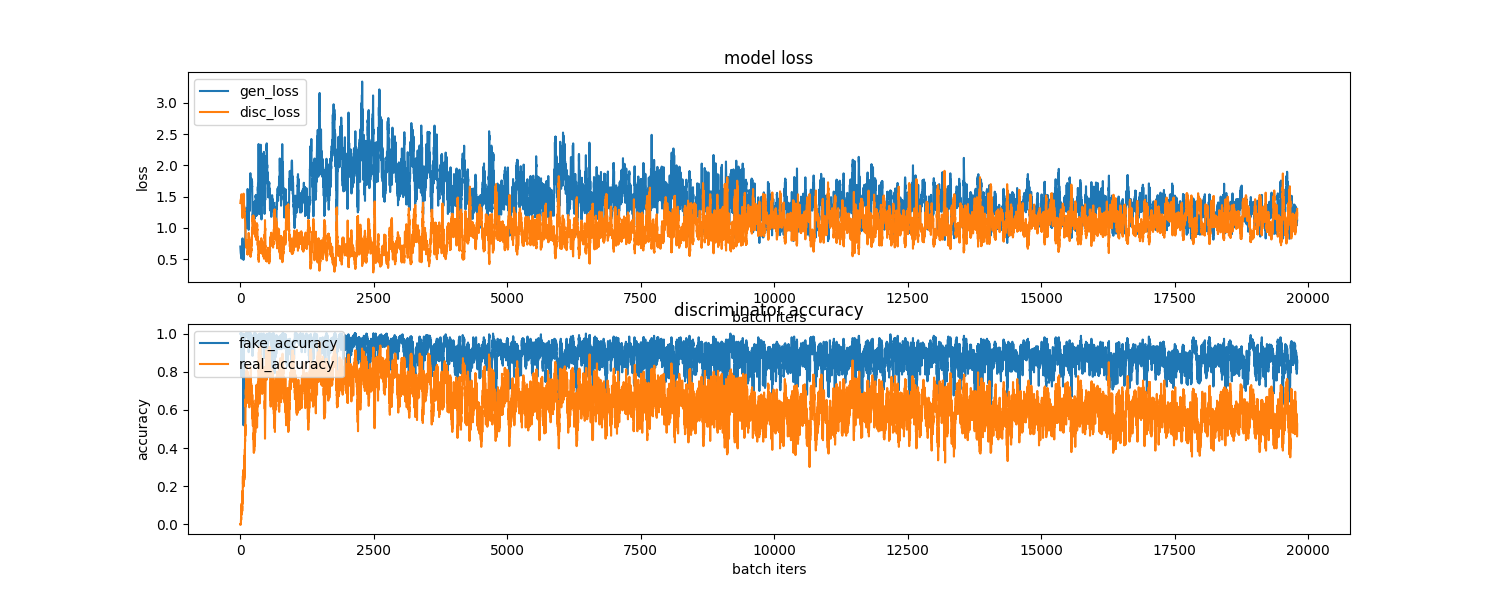 model loss
gen_loss
disc_loss
3.0
2.5
2.0
1.5
1.0
0.5
loss
0 2500 5000 7500 10000 12500 15000 17500 20000
batch iters
discriminator accuracy
fake_accuracy
real_accuracy
1.0
0.8
0.6
0.4
0.2
0.0
accuracy
0 2500 5000 7500 10000 12500 15000 17500 20000
batch iters